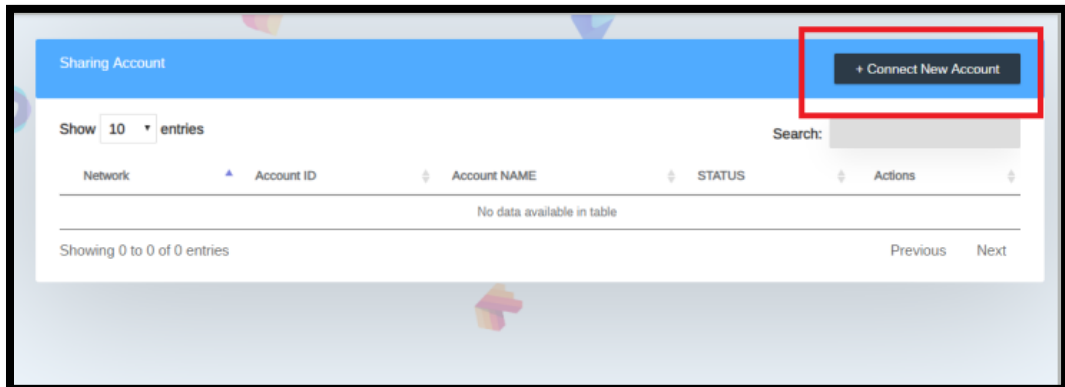 Sharing Account
+ Connect New Account
Show 10 entries
Search:
Network Account ID Account NAME STATUS Actions
No data available in table
Showing 0 to 0 of 0 entries
Previous Next